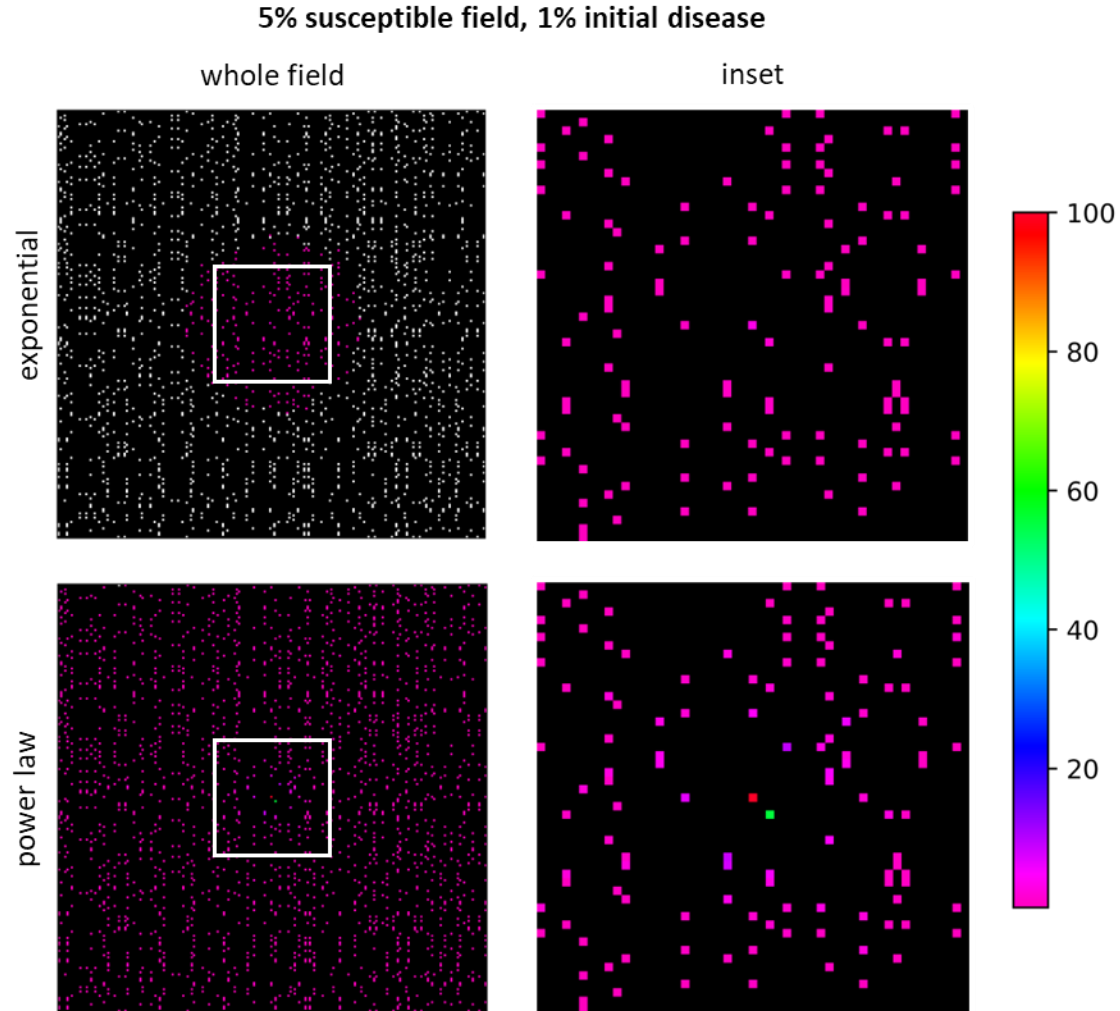 5% susceptible field, 1% initial disease
whole field
inset
exponential
power law
100
80
60
40
20